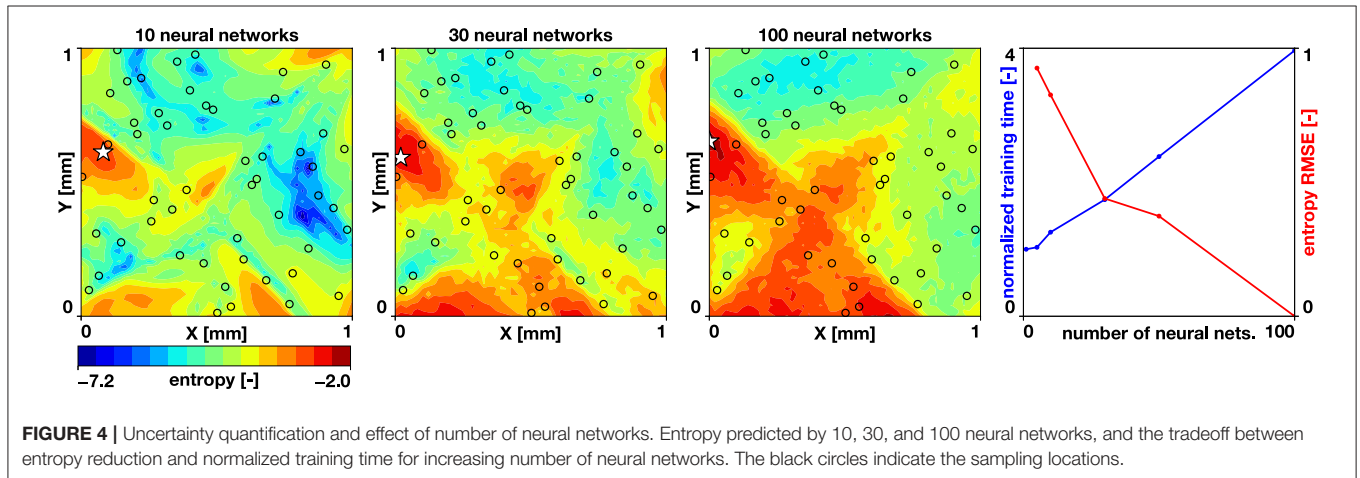 10 neural networks
30 neural networks
100 neural networks
1
Y [mm]
0
0
X [mm]
1
1
Y [mm]
0
0
X [mm]
1
1
Y [mm]
0
0
X [mm]
1
4
normalized training time [-]
0
0
number of neural nets.
100
1
entropy RMSE [-]
0
−7.2
entropy [-]
−2.0
FIGURE 4 | Uncertainty quantification and effect of number of neural networks. Entropy predicted by 10, 30, and 100 neural networks, and the tradeoff between
entropy reduction and normalized training time for increasing number of neural networks. The black circles indicate the sampling locations.